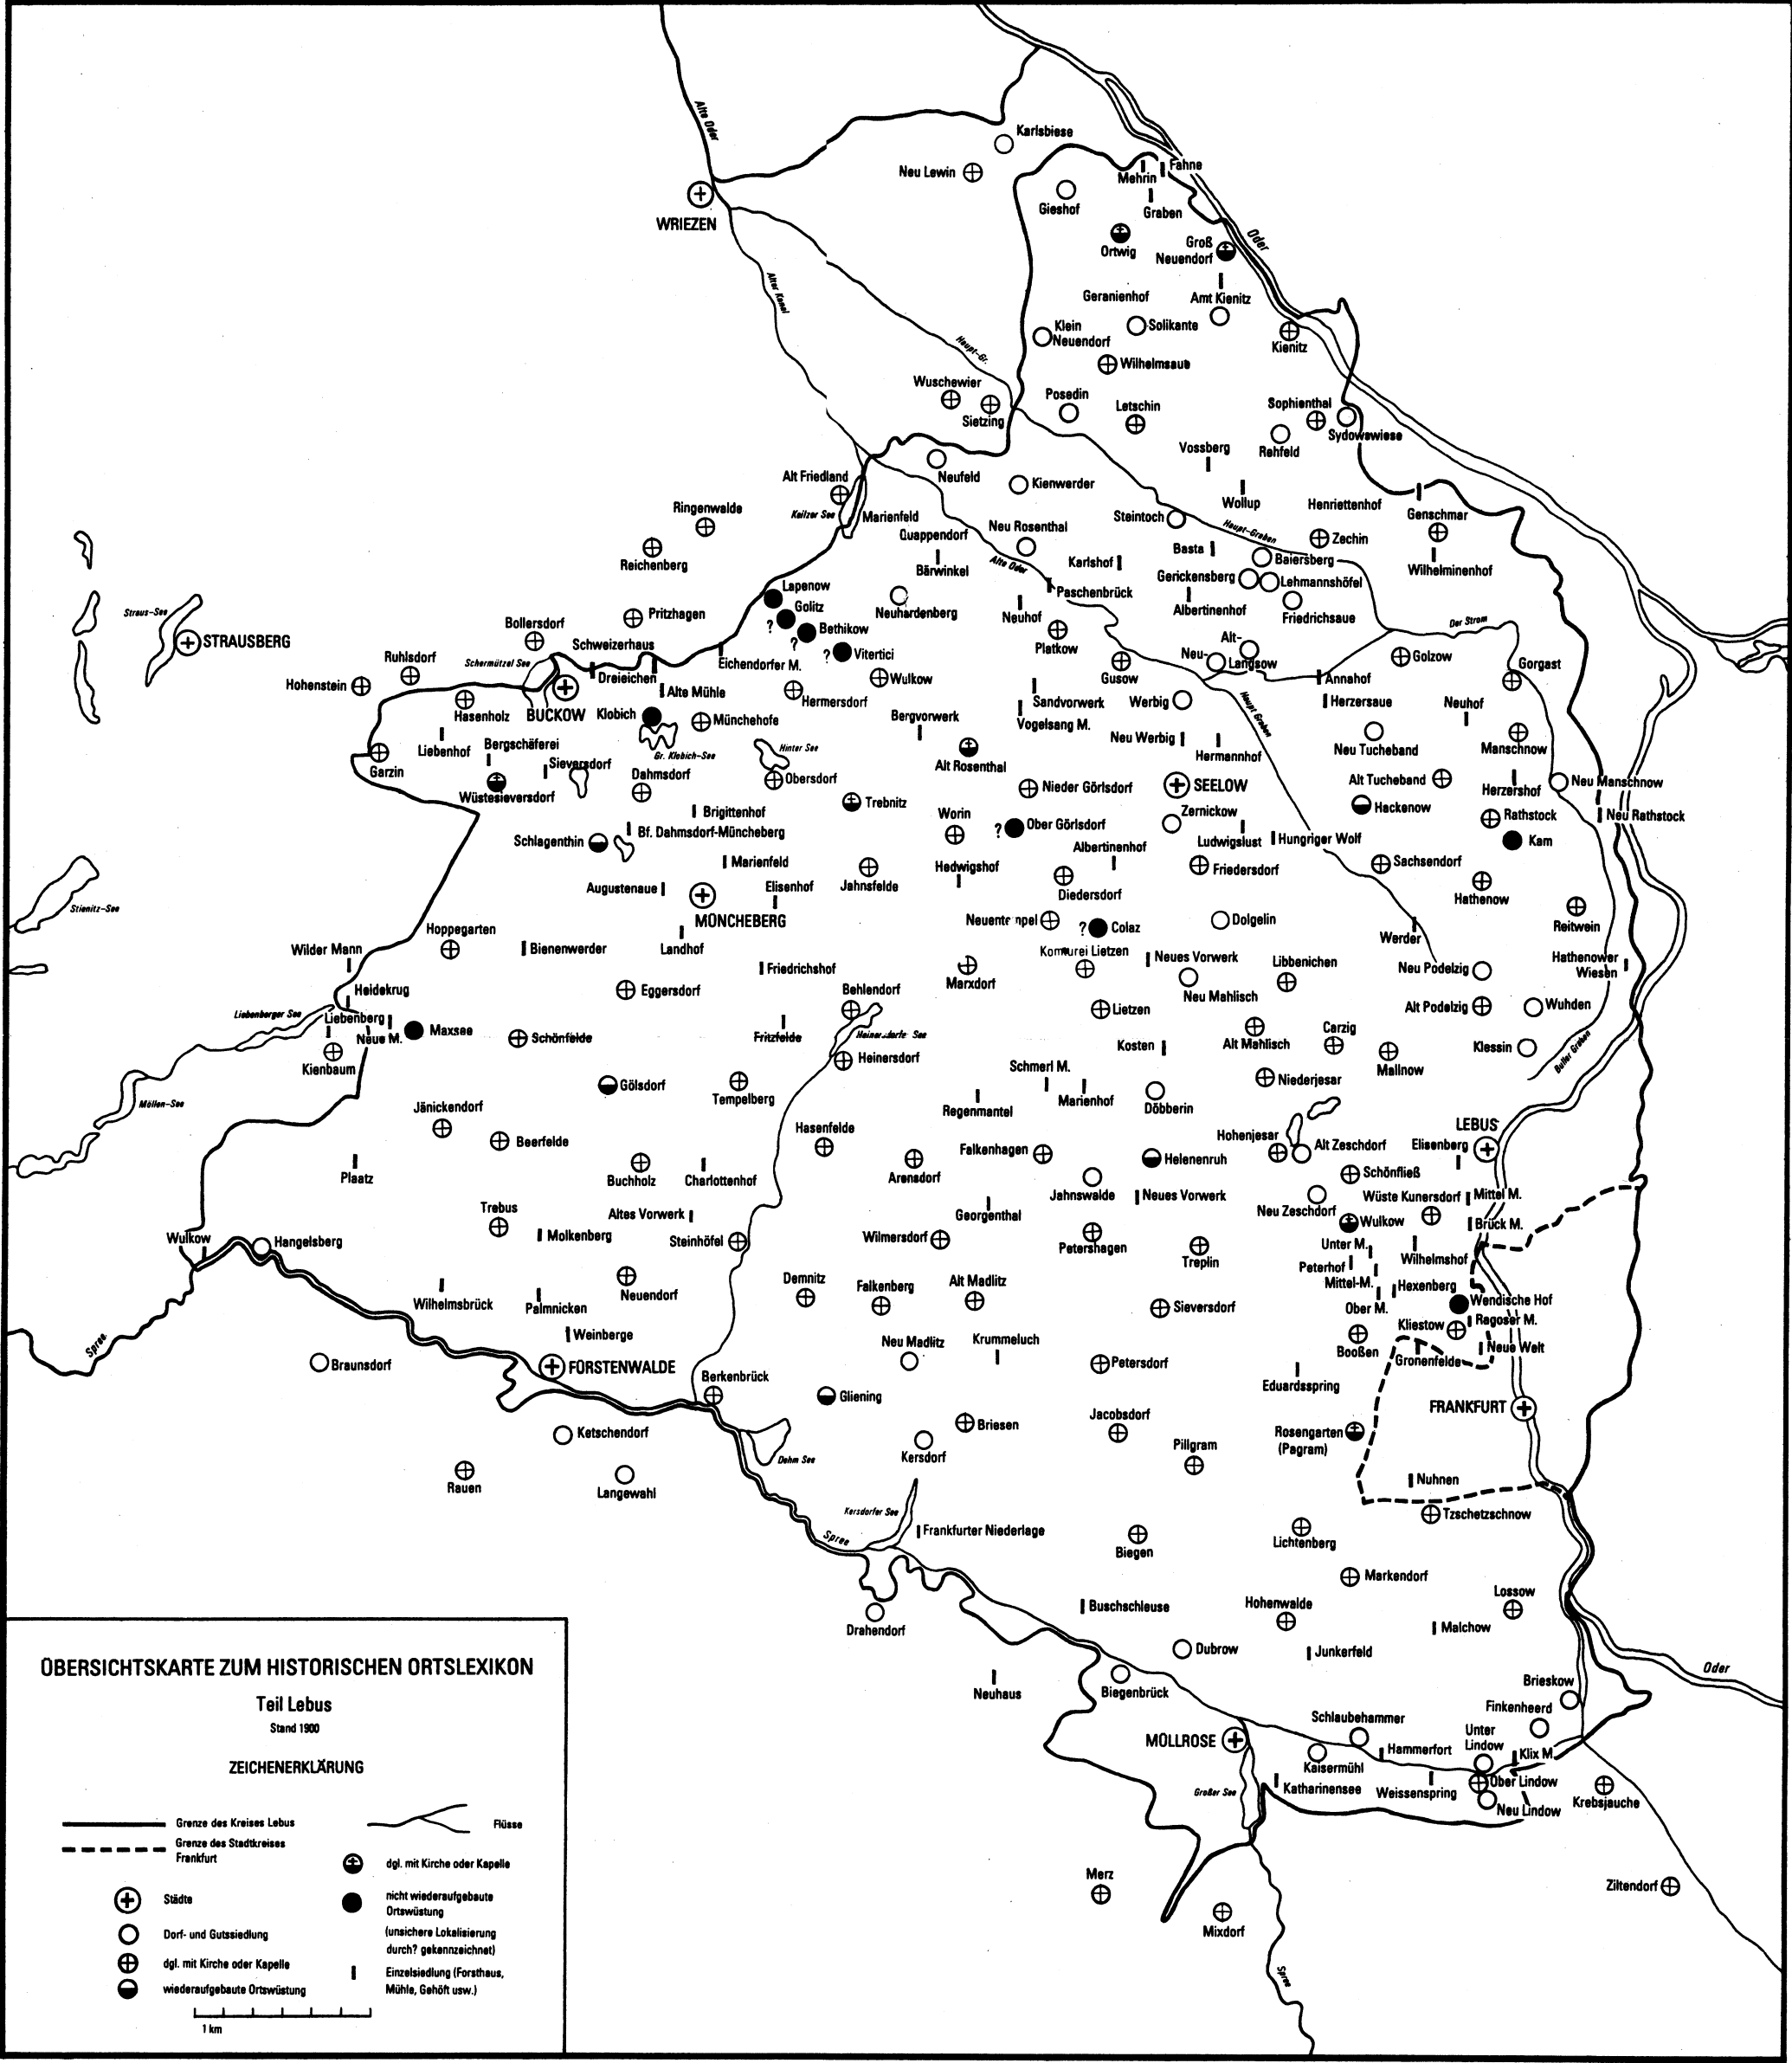 Alte Oder
Karlsbiese
Neu Lewin
Mehrin
Fahne
WRIEZEN
Gieshof
Graben
Ortwig
Groß
Neuendorf
Oder
Alter Kanal
Geranienhof
Amt Kienitz
Klein
Neuendorf
Solikante
Kienitz
Haupt-Gr.
Wilhelmsaue
Wuschewier
Sietzing
Posedin
Letschin
Sophienthal
Sydowswiese
Rehfeld
Vossberg
Alt Friedland
Neufeld
Kienwerder
Wollup
Henriettenhof
Genschmar
Ringenwalde
Keilzer See
Marienfeld
Quappendorf
Neu Rosenthal
Steintoch
Haupt-Graben
Zechin
Reichenberg
Bärwinkel
Alte Oder
Karlshof
Basta
Baiersberg
Wilhelminenhof
Gerickensberg
Lehmannshöfel
Lapenow
Golitz
?
Neuhardenberg
Paschenbrück
Albertinenhof
Friedrichsaue
Straus-See
STRAUSBERG
Bollersdorf
Pritzhagen
Bethikow
?
Neuhof
Platkow
Der Strom
Schweizerhaus
Vitertici
?
Alt-
Neu-
Langsow
Golzow
Gorgast
Ruhlsdorf
Schermützel See
Eichendorfer M.
Gusow
Hohenstein
Dreieichen
Alte Mühle
Wulkow
Annahof
Hasenholz
BUCKOW
Klobich
Münchehofe
Hermersdorf
Sandvorwerk
Werbig
Haupt Graben
Herzersaue
Neuhof
Liebenhof
Bergschäferei
Bergvorwerk
Vogelsang M.
Neu Werbig
Hermannhof
Neu Tucheband
Manschnow
Garzin
Sieversdorf
Gr. Klobich-See
Hinter See
Alt Rosenthal
Wüstesieversdorf
Dahmsdorf
Obersdorf
Nieder Görlsdorf
SEELOW
Alt Tucheband
Herzershof
Neu Manschnow
Trebnitz
Zernickow
Hackenow
Rathstock
Neu Rathstock
Brigittenhof
Worin
?
Ober Görlsdorf
Schlagenthin
Bf. Dahmsdorf-Müncheberg
Albertinenhof
Ludwigslust
Hungriger Wolf
Kam
Marienfeld
Hedwigshof
Friedersdorf
Sachsendorf
Augustenaue
Elisenhof
Jahnsfelde
Diedersdorf
Hathenow
Stienitz-See
MÜNCHEBERG
? Colaz
Dolgelin
Reitwein
Hoppegarten
Wilder Mann
Bienenwerder
Landhof
Komturei Lietzen
Werder
Friedrichshof
Marxdorf
Neues Vorwerk
Libbenichen
Neu Podelzig
Hathenower
Wiesen
Heidekrug
Eggersdorf
Behlendorf
Neu Mahlisch
Liebenberger See
Liebenberg
Neue M.
Maxsee
Schönfelde
Fritzfelde
Lietzen
Alt Mahlisch
Carzig
Alt Podelzig
Wuhden
Kienbaum
Heinersdorf
Kosten
Mallnow
Klessin
Möllen-See
Gölsdorf
Tempelberg
Schmerl M.
Marienhof
Niederjesar
Jänickendorf
Regenmantel
Döbberin
Beerfelde
Hasenfelde
Falkenhagen
Helenenruh
Hohenjesar
Alt Zeschdorf
Elisenberg
LEBUS
Plaatz
Buchholz
Charlottenhof
Arensdorf
Jahnswalde
Neues Vorwerk
Schönfließ
Trebus
Altes Vorwerk
Georgenthal
Neu Zeschdorf
Wüste Kunersdorf
Mittel M.
Wulkow
Hangelsberg
Molkenberg
Steinhöfel
Wilmersdorf
Petershagen
Treplin
Wulkow
Brück M.
Unter M.
Wilhelmshof
Peterhof
Mittel-M.
Hexenberg
Wilhelmsbrück
Palmnicken
Neuendorf
Demnitz
Falkenberg
Alt Madlitz
Sieversdorf
Ober M.
Wendische Hof
Spree
Weinberge
Neu Madlitz
Krummeluch
Kliestow
Ragoser M.
Braunsdorf
FÜRSTENWALDE
Berkenbrück
Petersdorf
Booßen
Gronenfelde
Neue Welt
Gliening
Eduardsspring
FRANKFURT
Ketschendorf
Briesen
Jacobsdorf
Rosengarten
(Pagram)
Rauen
Langewahl
Dehm See
Kersdorf
Pillgram
Nuhnen
Kersdorfer See
Tzschetzschnow
Spree
Frankfurter Niederlage
Biegen
Lichtenberg
Markendorf
Drahendorf
Buschschleuse
Hohenwalde
Lossow
Malchow
Dubrow
Junkerfeld
Oder
Neuhaus
Biegenbrück
Brieskow
Finkenheerd
MÜLLROSE
Schlaubehammer
Unter
Lindow
Kaisermühl
Hammerfort
Klix M.
Großer See
Katharinensee
Weissenspring
Ober Lindow
Neu Lindow
Krebsjauche
Merz
Mixdorf
Ziltendorf
Spree
ÜBERSICHTSKARTE ZUM HISTORISCHEN ORTSLEXIKON
Teil Lebus
Stand 1900
ZEICHENERKLÄRUNG
Grenze des Kreises Lebus
Flüsse
Grenze des Stadtkreises
Frankfurt
dgl. mit Kirche oder Kapelle
Städte
nicht wiederaufgebaute
Ortswüstung
Dorf- und Gutssiedlung
(unsichere Lokalisierung
durch? gekennzeichnet)
dgl. mit Kirche oder Kapelle
Einzelsiedlung (Forsthaus,
Mühle, Gehöft usw.)
wiederaufgebaute Ortswüstung
1 km